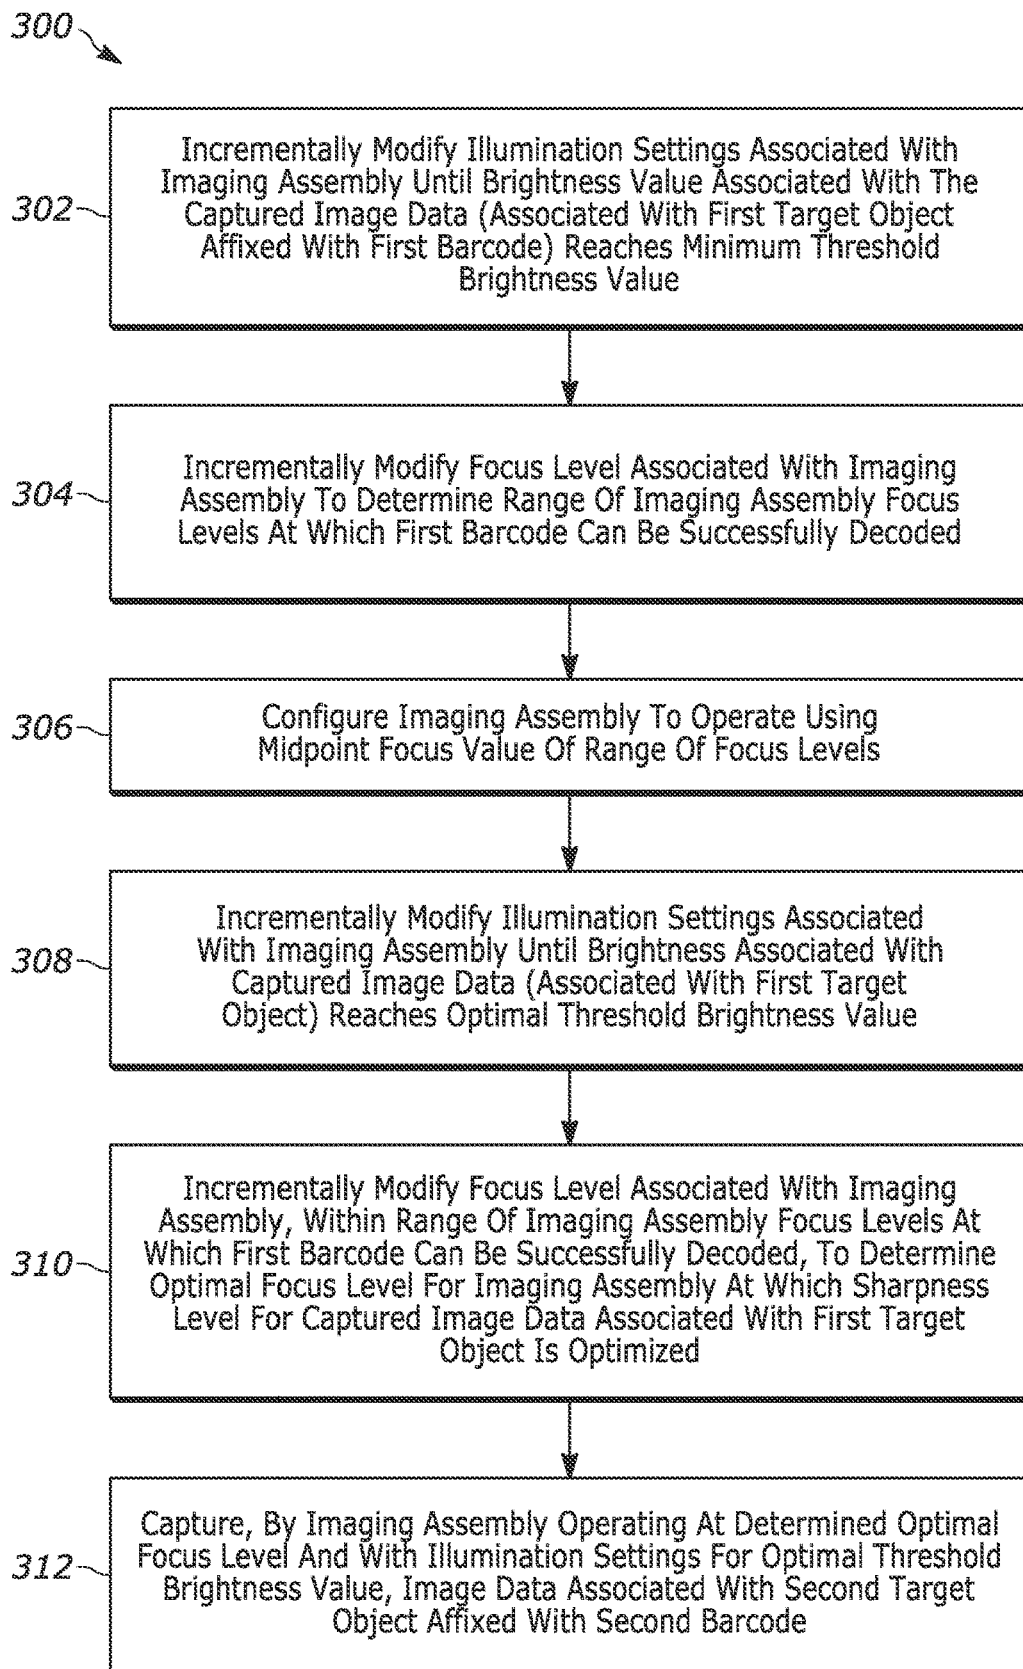 300
Incrementally Modify Illumination Settings Associated With
Imaging Assembly Until Brightness Value Associated With The
302
Captured Image Data (Associated With First Target Object
Affixed With First Barcode) Reaches Minimum Threshold
Brightness Value
Incrementally Modify Focus Level Associated With Imaging
304
Assembly To Determine Range Of Imaging Assembly Focus
Levels At Which First Barcode Can Be Successfully Decoded
306
Configure Imaging Assembly To Operate Using
Midpoint Focus Value Of Range Of Focus Levels
Incrementally Modify Illumination Settings Associated
With Imaging Assembly Until Brightness Associated With
308
Captured Image Data (Associated With First Target
Object) Reaches Optimal Threshold Brightness Value
Incrementally Modify Focus Level Associated With Imaging
Assembly, Within Range Of Imaging Assembly Focus Levels At
Which First Barcode Can Be Successfully Decoded, To Determine
310
Optimal Focus Level For Imaging Assembly At Which Sharpness
Level For Captured Image Data Associated With First Target
Object Is Optimized
Capture, By Imaging Assembly Operating At Determined Optimal
Focus Level And With Illumination Settings For Optimal Threshold
312
Brightness Value, Image Data Associated With Second Target
Object Affixed With Second Barcode